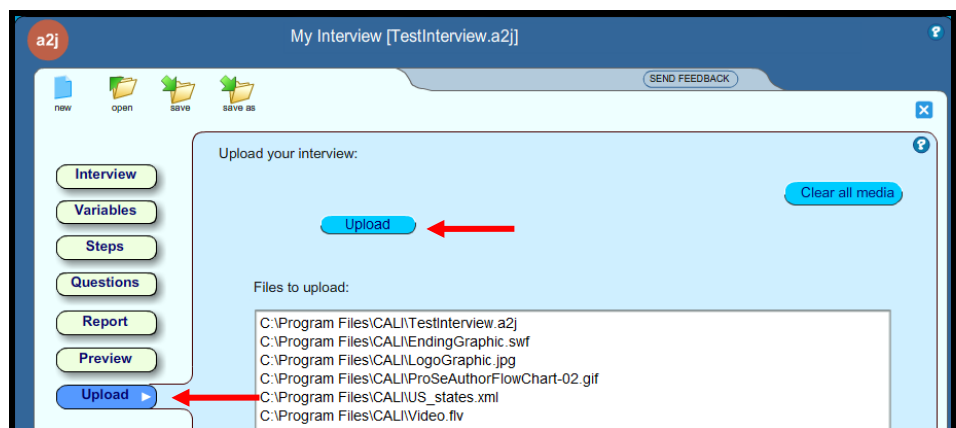 a2j
My Interview [TestInterview.a2j]
?
SEND FEEDBACK
new open save save as
?
Upload your interview:
Interview
Clear all media
Variables
Upload
Steps
Questions
Files to upload:
Report
C:\Program Files\CALI\TestInterview.a2j
C:\Program Files\CALI\EndingGraphic.swf
Preview
C:\Program Files\CALI\LogoGraphic.jpg
C:\Program Files\CALI\ProSeAuthorFlowChart-02.gif
Upload
C:\Program Files\CALI\US_states.xml
C:\Program Files\CALI\Video.flv